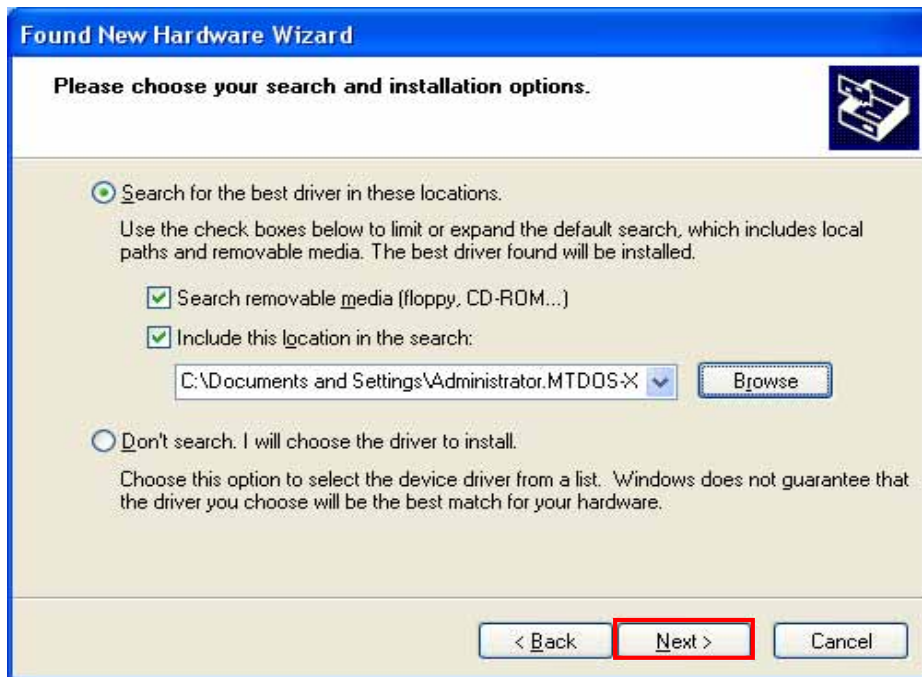 Found New Hardware Wizard
Please choose your search and installation options.
Search for the best driver in these locations.
Use the check boxes below to limit or expand the default search, which includes local
paths and removable media. The best driver found will be installed.
Search removable media (floppy, CD-ROM...)
Include this location in the search:
C:\Documents and Settings\Administrator.MTDOS-X
Browse
Don't search. I will choose the driver to install.
Choose this option to select the device driver from a list. Windows does not guarantee that
the driver you choose will be the best match for your hardware.
< Back Next > Cancel